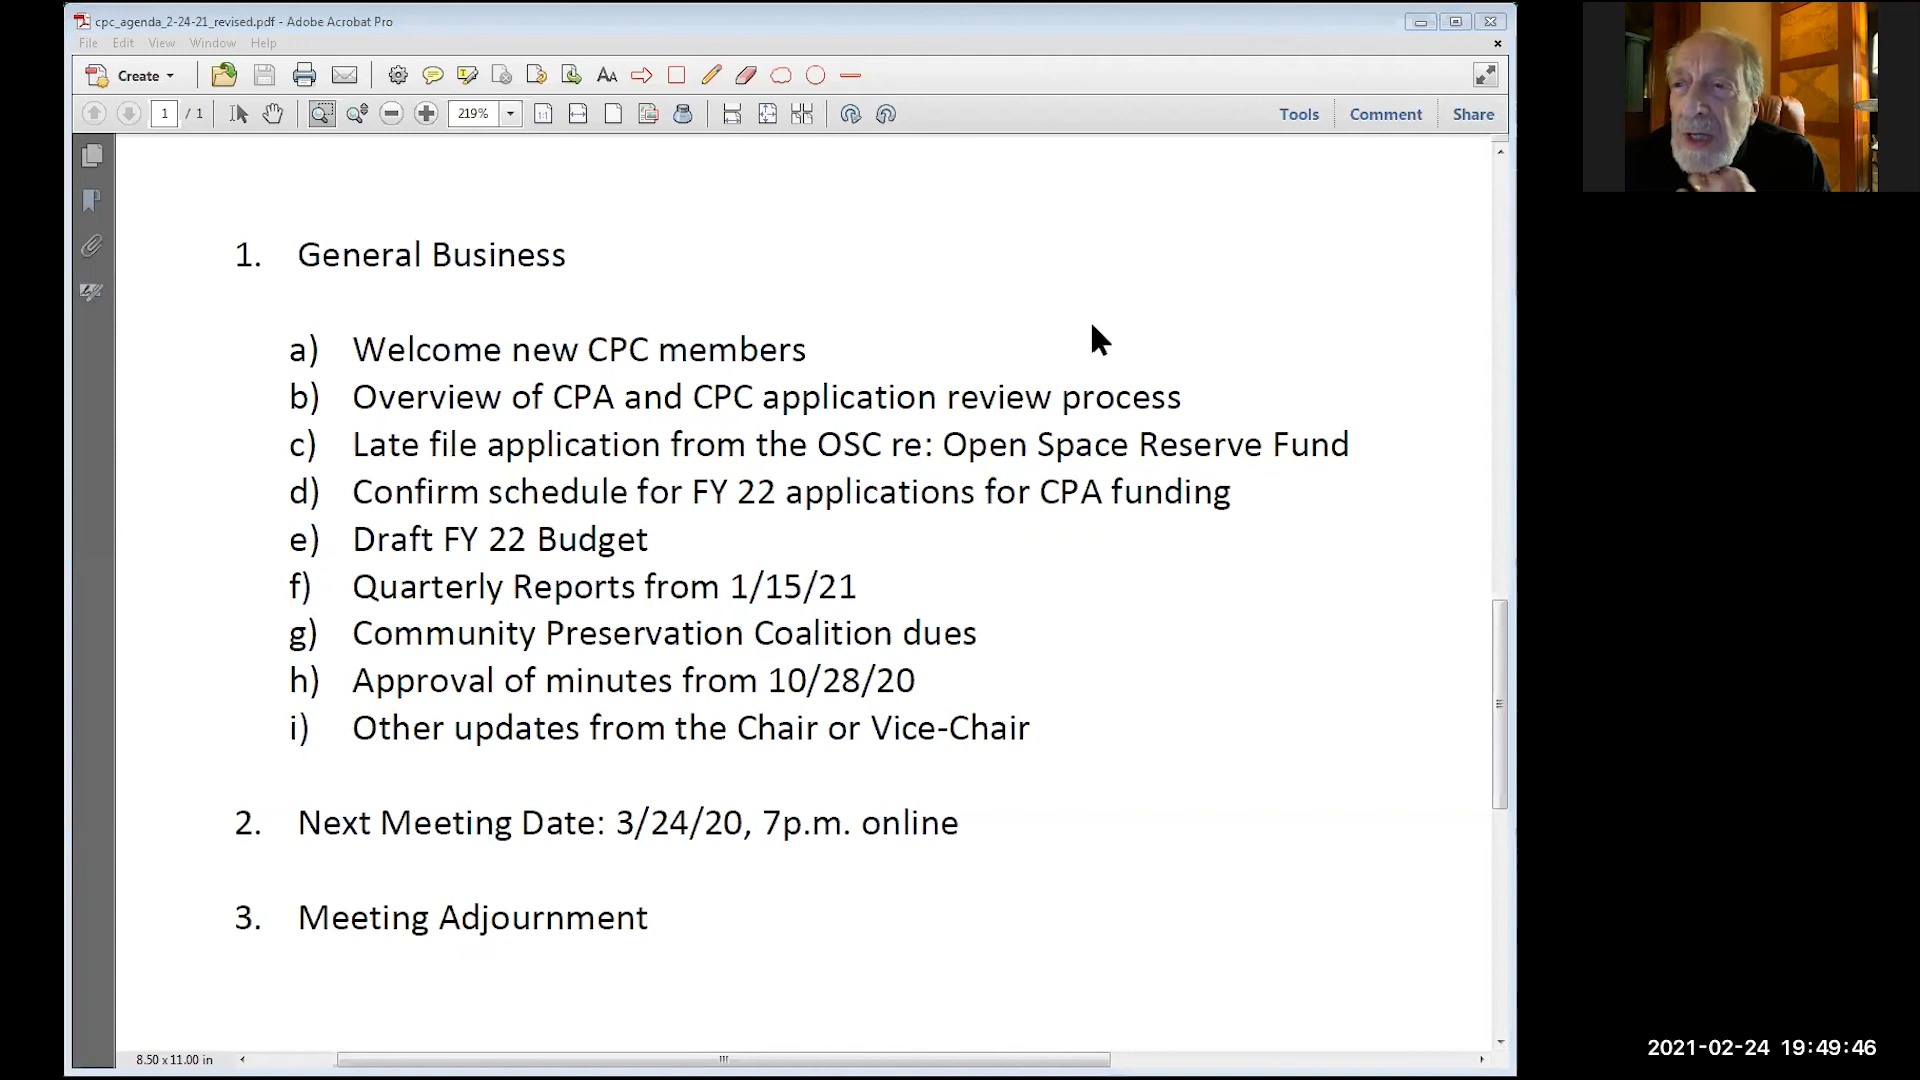 cpc_agenda_2-24-21_revised.pdf - Adobe Acrobat Pro
File Edit View Window Help
Create
1 / 1 219% Tools Comment Share
1. General Business
a) Welcome new CPC members
b) Overview of CPA and CPC application review process
c) Late file application from the OSC re: Open Space Reserve Fund
d) Confirm schedule for FY 22 applications for CPA funding
e) Draft FY 22 Budget
f) Quarterly Reports from 1/15/21
g) Community Preservation Coalition dues
h) Approval of minutes from 10/28/20
i) Other updates from the Chair or Vice-Chair
2. Next Meeting Date: 3/24/20, 7p.m. online
3. Meeting Adjournment
8.50 x 11.00 in
2021-02-24 19:49:46